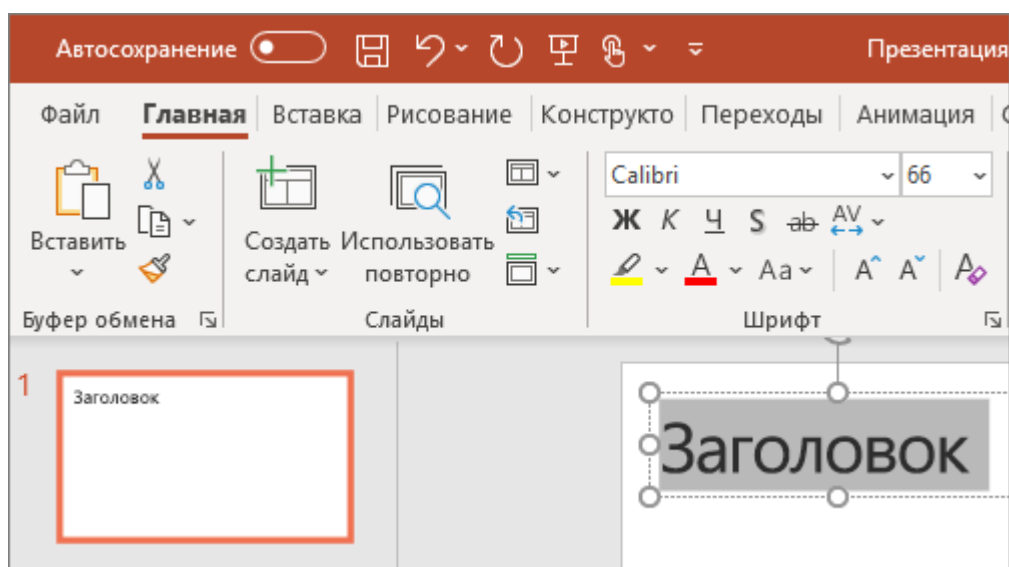 Автосохранение Презентация
Файл Главная Вставка Рисование Конструкто Переходы Анимация
Calibri 66
Ж К Ч S ab AV
Вставить Создать слайд Использовать повторно Aa A A A A
Буфер обмена Слайды Шрифт
1 Заголовок
Заголовок